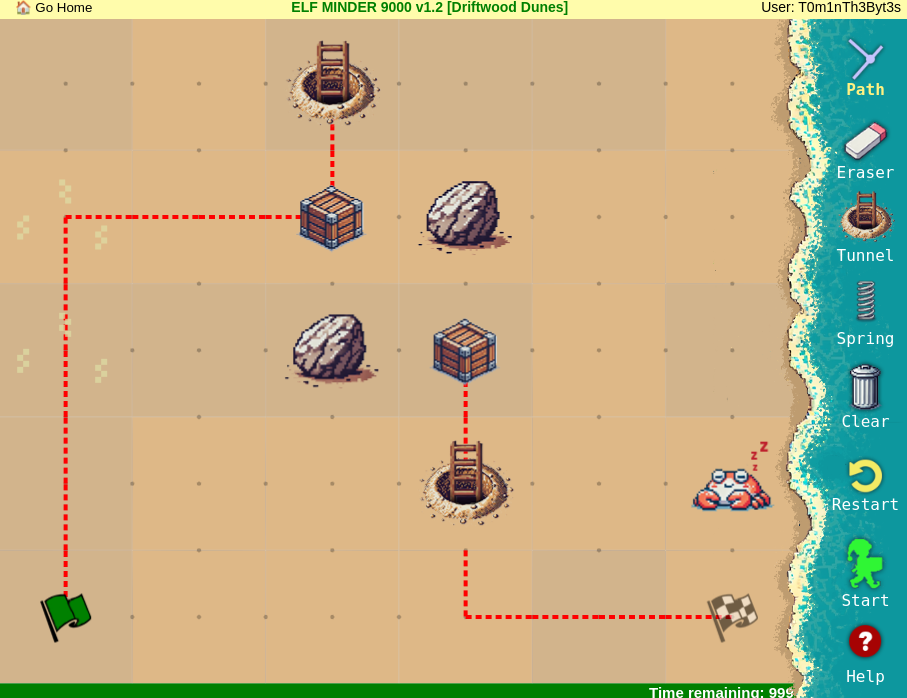 🏠 Go Home
ELF MINDER 9000 v1.2 [Driftwood Dunes]
User: T0m1nTh3Byt3s
Path
Eraser
Tunnel
Spring
Clear
z
z
z
Restart
Start
?
Help
Time remaining: 999